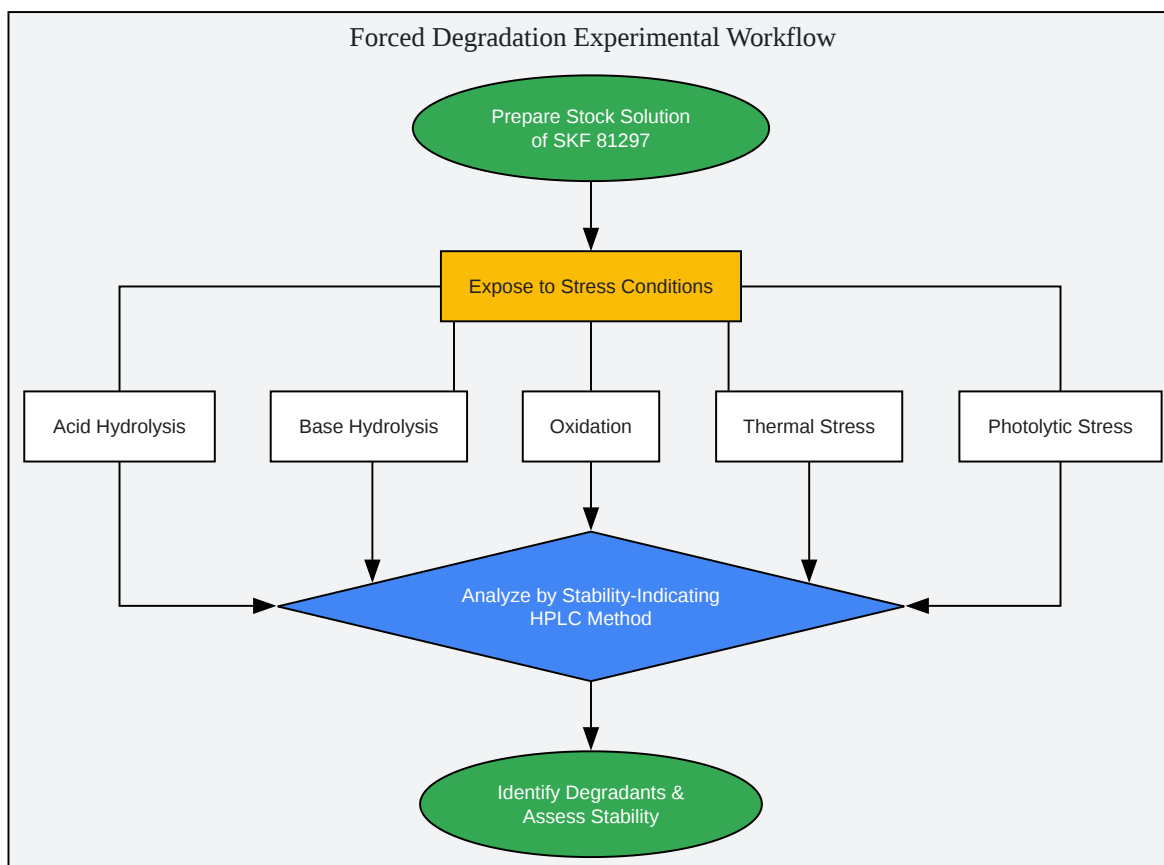 Forced Degradation Experimental Workflow
Prepare Stock Solution
of SKF 81297
Expose to Stress Conditions
Acid Hydrolysis
Base Hydrolysis
Oxidation
Thermal Stress
Photolytic Stress
Analyze by Stability-Indicating
HPLC Method
Identify Degradants &
Assess Stability